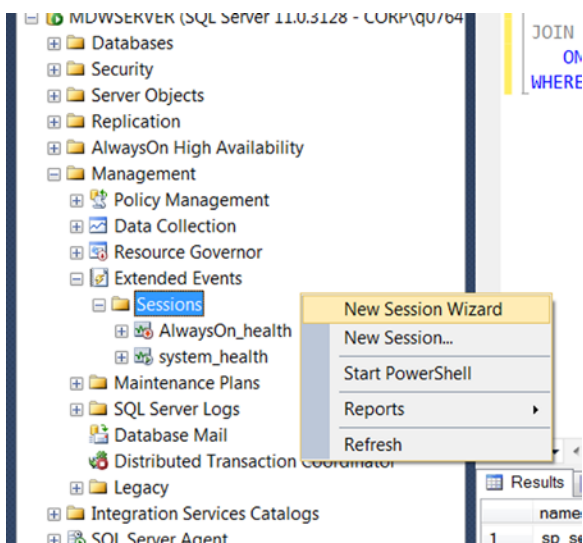 MDWSERVER (SQL Server 11.0.3128 - CORP\q0764
Databases
Security
Server Objects
Replication
AlwaysOn High Availability
Management
Policy Management
Data Collection
Resource Governor
Extended Events
Sessions
AlwaysOn_health
system_health
Maintenance Plans
SQL Server Logs
Database Mail
Distributed Transaction Coordinator
Legacy
Integration Services Catalogs
SQL Server Agent
New Session Wizard
New Session...
Start PowerShell
Reports
Refresh
JOIN
ON
WHERE
Results
name
1 sp_se